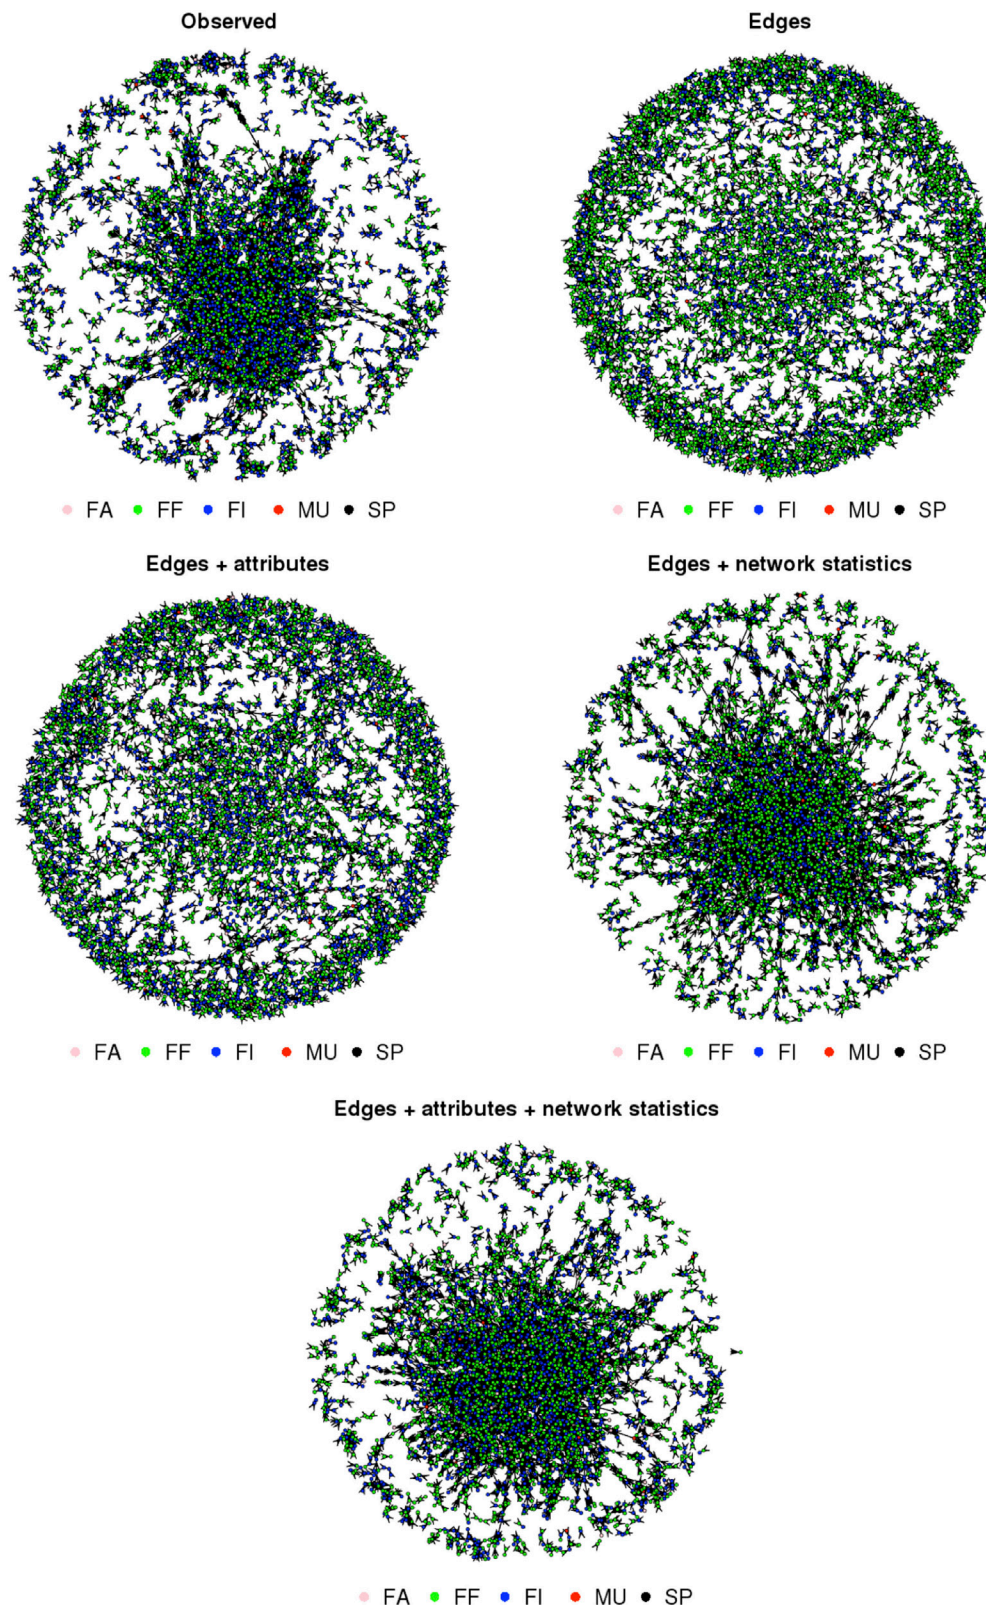 Observed
Edges
FA FF FI MU SP
FA FF FI MU SP
Edges + attributes
Edges + network statistics
FA FF FI MU SP
FA FF FI MU SP
Edges + attributes + network statistics
FA FF FI MU SP